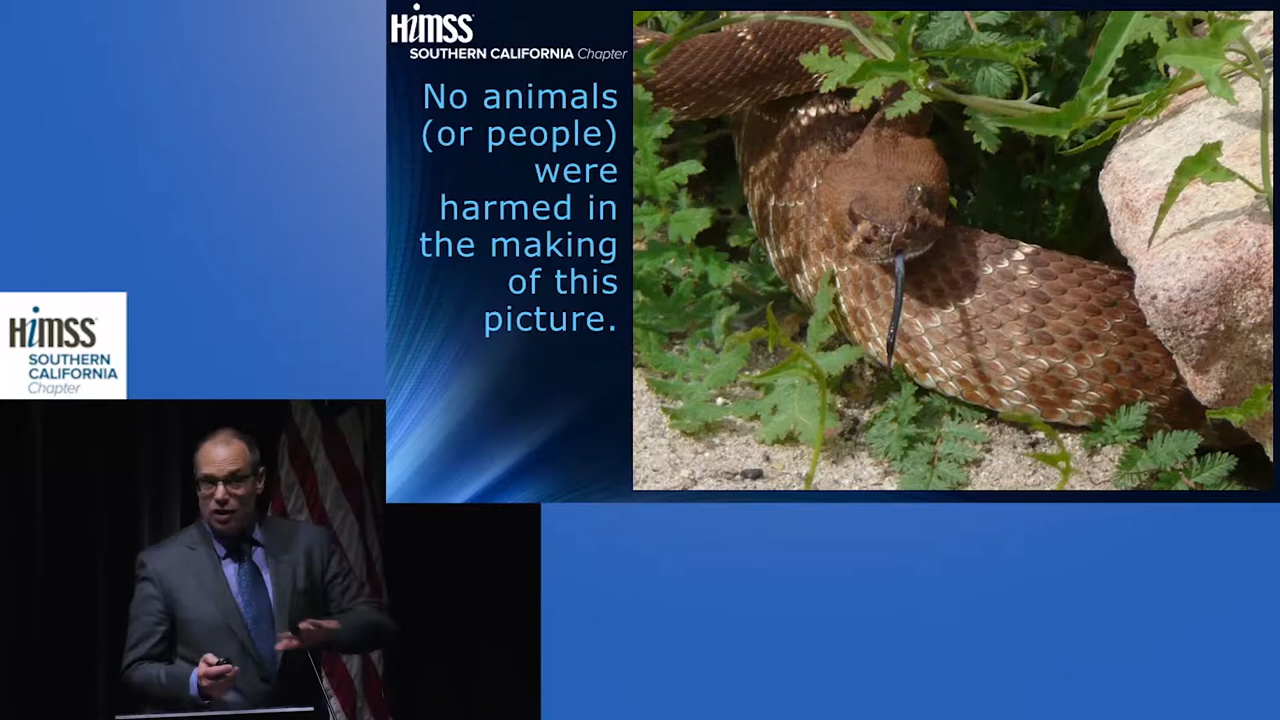 HiMSS
SOUTHERN CALIFORNIA Chapter
No animals
(or people)
were
harmed in
the making
of this
picture.
HiMSS
SOUTHERN
CALIFORNIA
Chapter